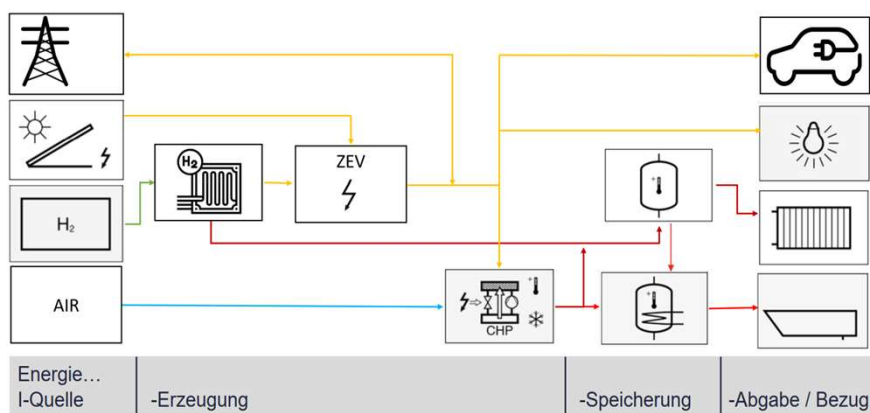 ZEV
H2
H₂
AIR
CHP
Energie…
I-Quelle
-Erzeugung
-Speicherung
-Abgabe / Bezug